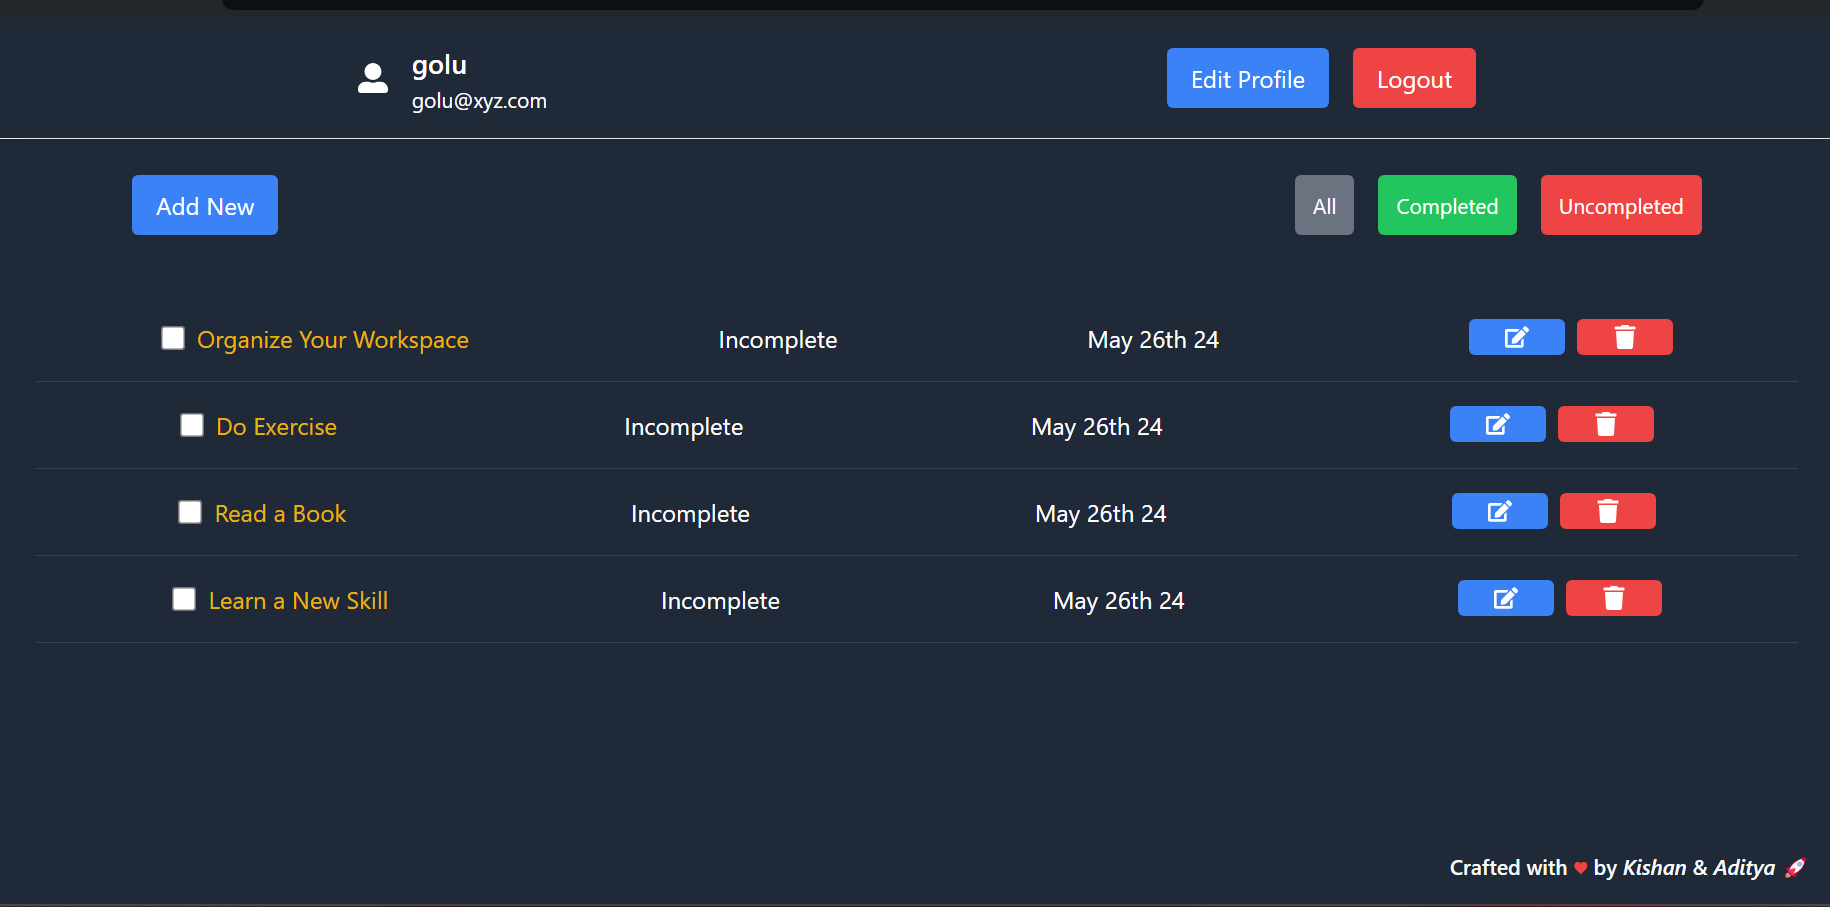 golu
golu@xyz.com
Edit Profile
Logout
Add New
All
Completed
Uncompleted
Organize Your Workspace Incomplete May 26th 24
Do Exercise Incomplete May 26th 24
Read a Book Incomplete May 26th 24
Learn a New Skill Incomplete May 26th 24
Crafted with ♥ by Kishan & Aditya 🚀